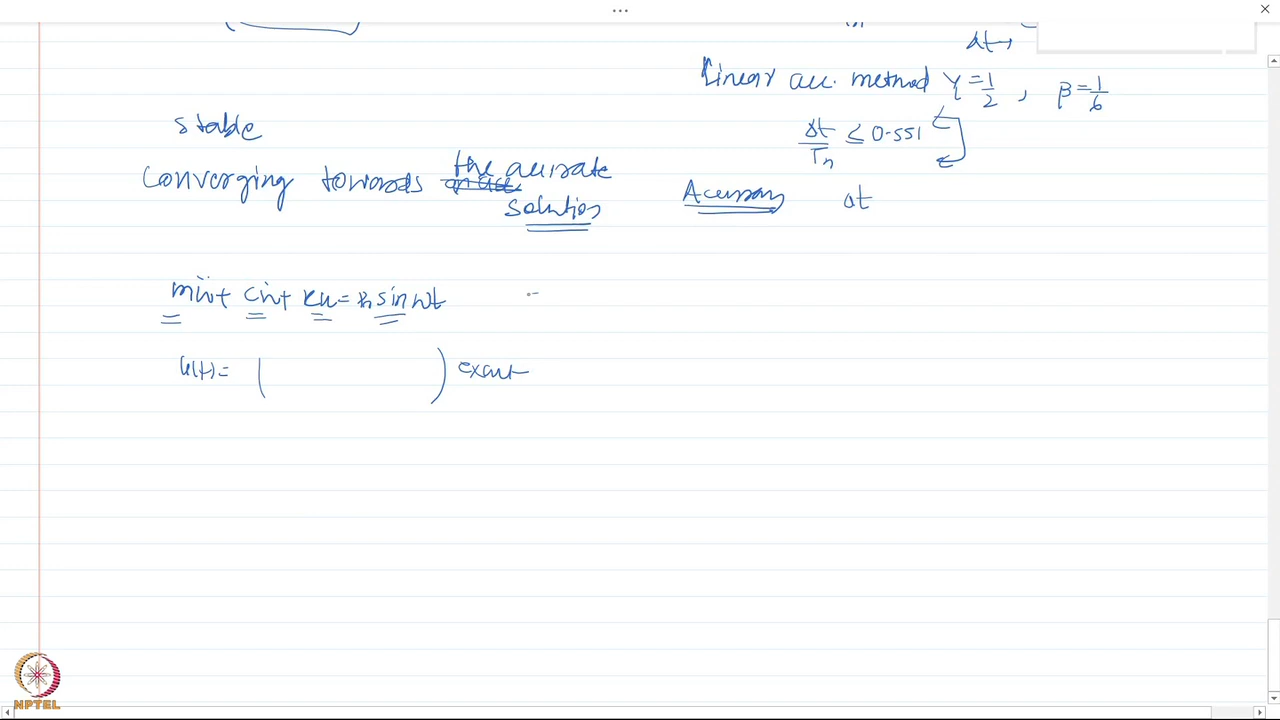 Δt→
Linear acc. method γ=1/2, β=1/6
stable
Δt/Tn ≤ 0.551
Converging towards the accurate solution
Accuracy Δt
mü+ cu̇+ ku= p₀ sin ωt
u(t)= ( ) exact
NPTEL